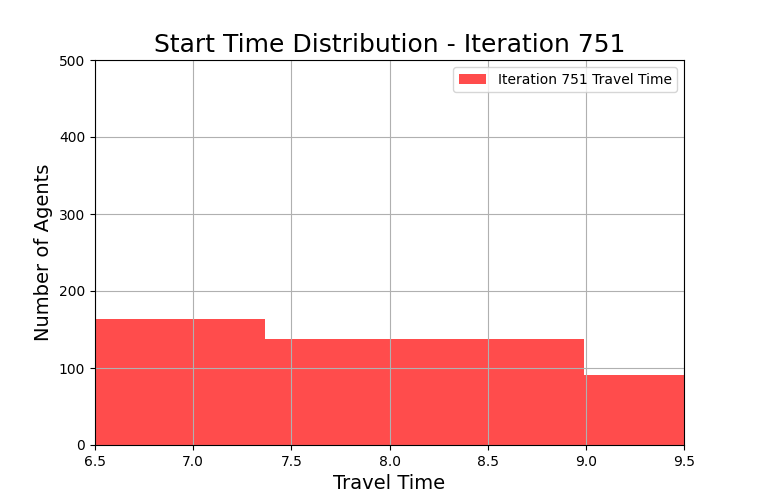 Start Time Distribution - Iteration 751
Iteration 751 Travel Time
Number of Agents
500
400
300
200
100
0
6.5 7.0 7.5 8.0 8.5 9.0 9.5
Travel Time